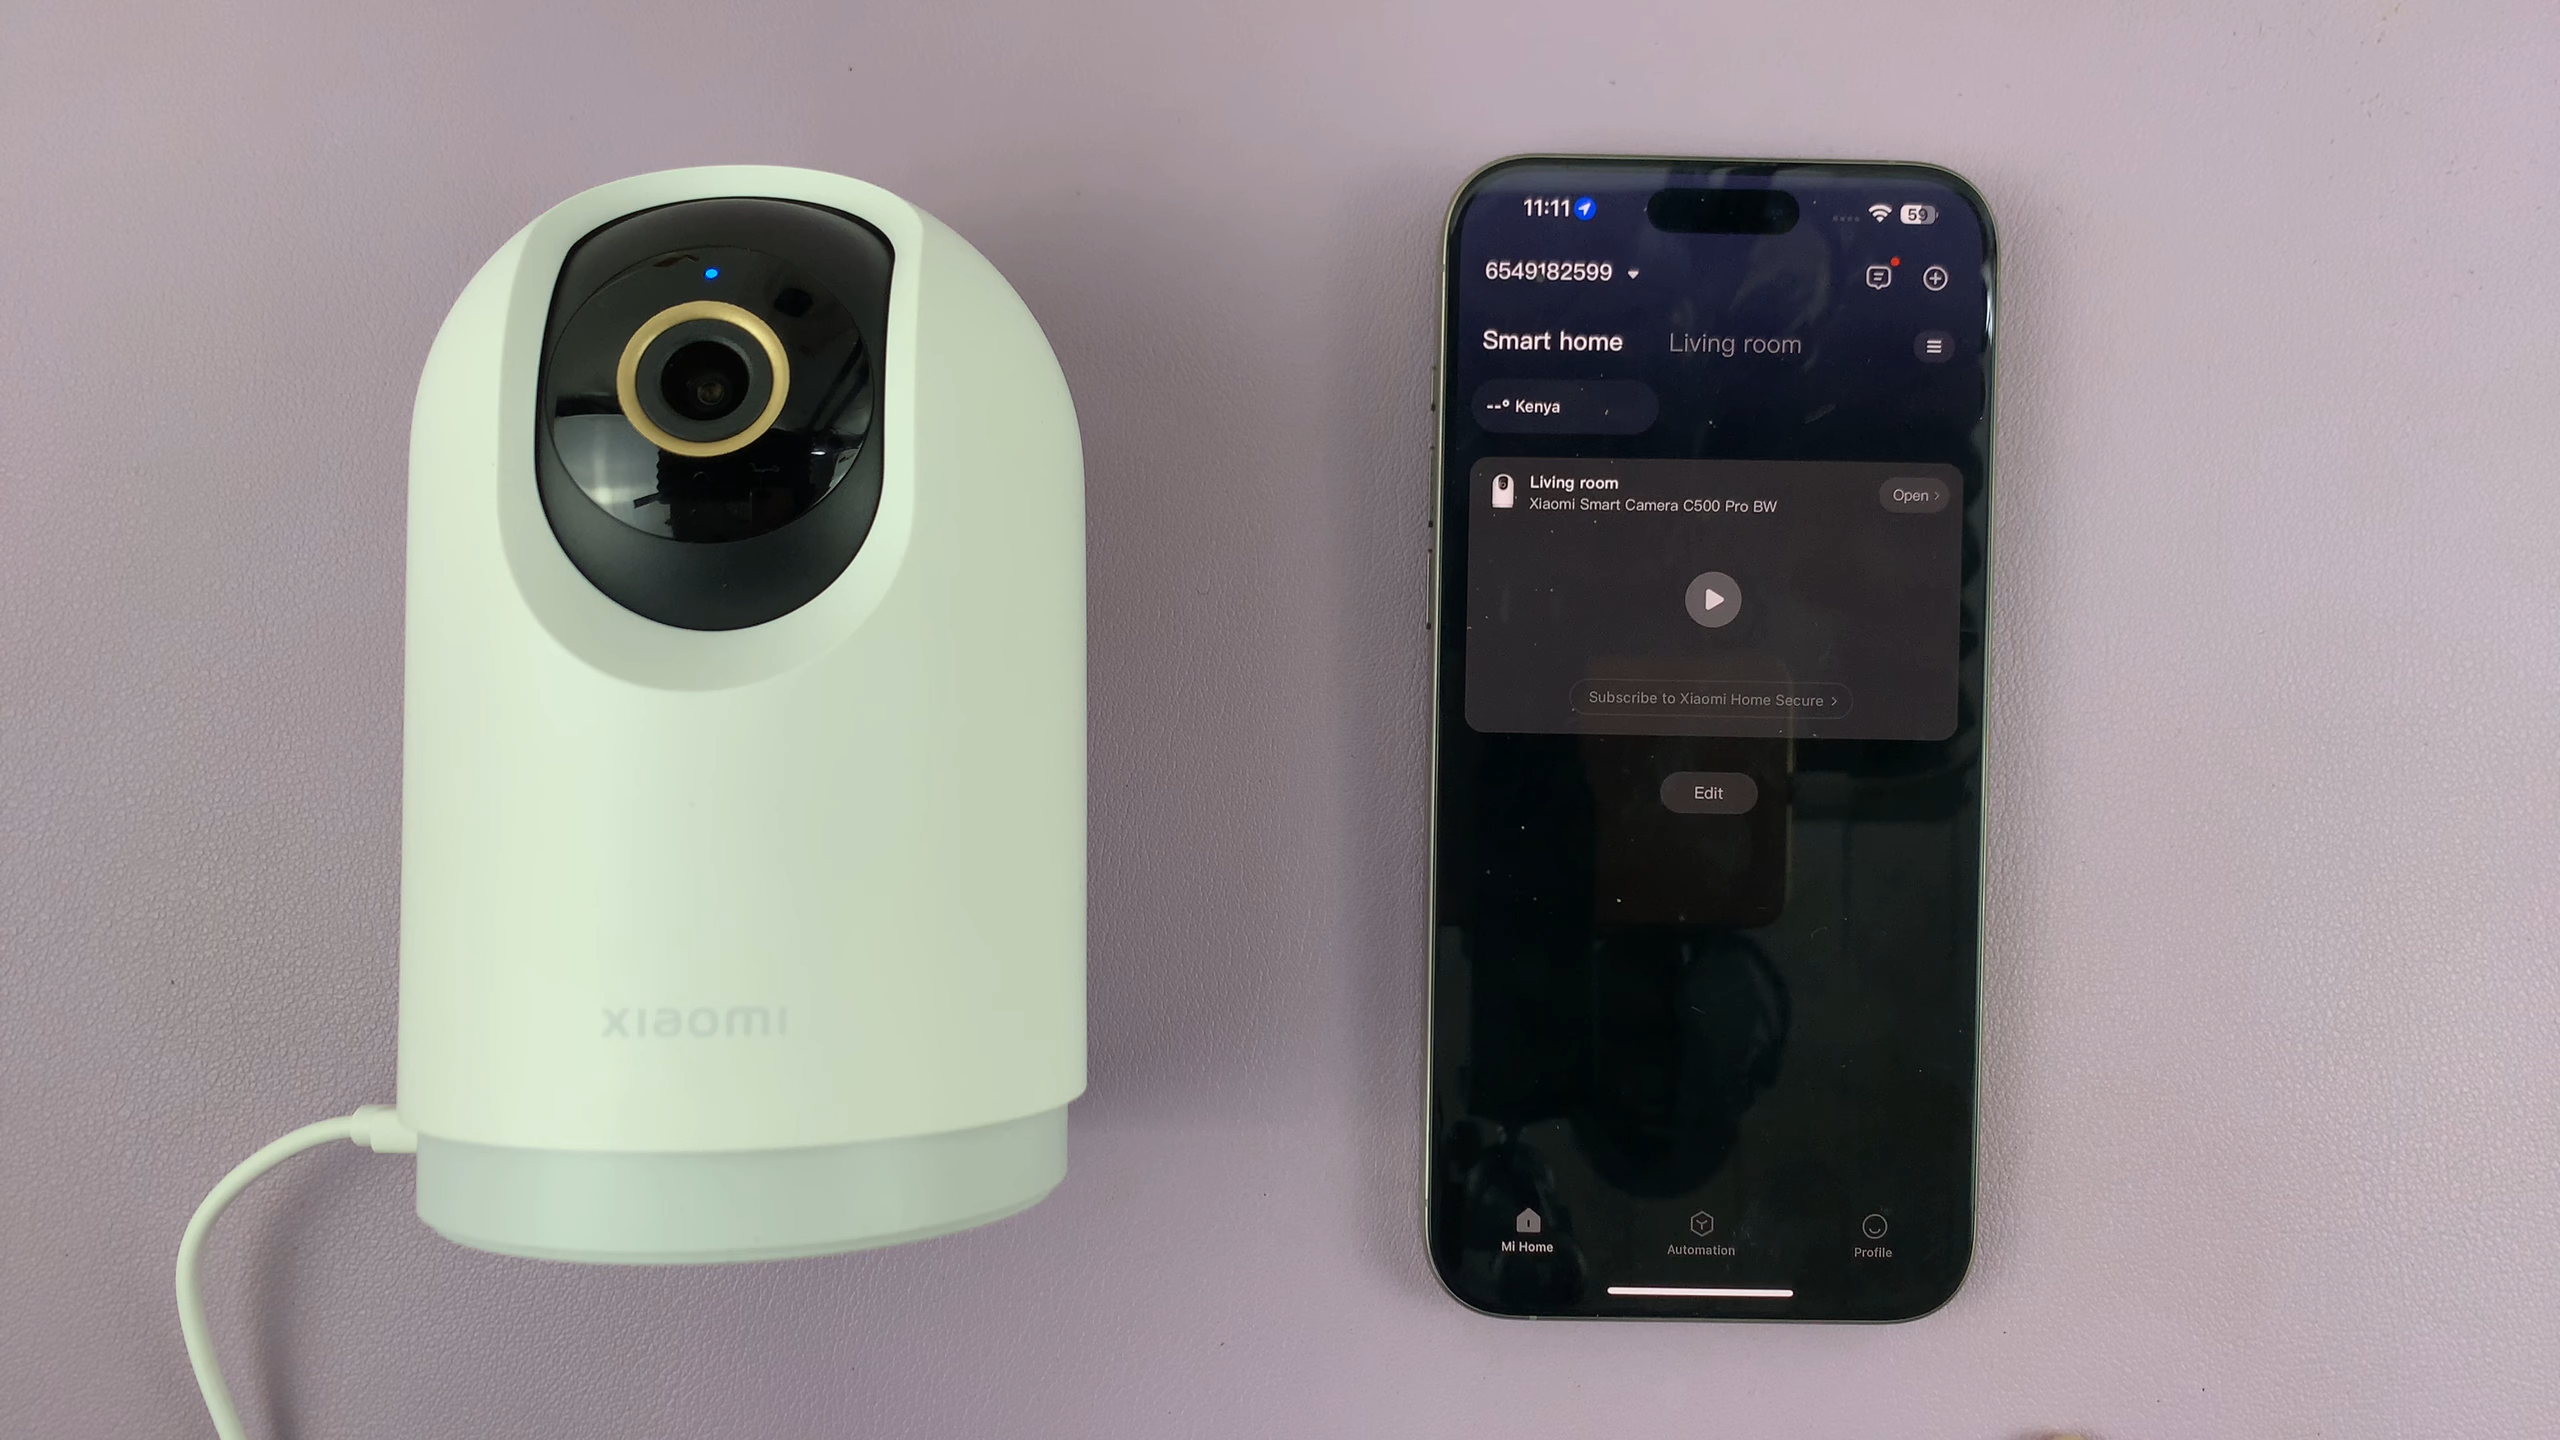 xiaomi
11:11
59
6549182599
Smart home
Living room
--° Kenya
Living room
Xiaomi Smart Camera C500 Pro BW
Open >
Subscribe to Xiaomi Home Secure >
Edit
Mi Home
Automation
Profile